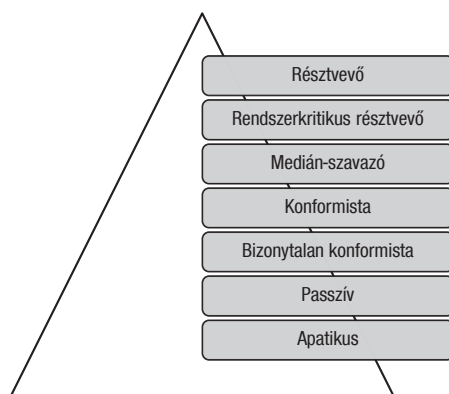 Résztvevő
Rendszerkritikus résztvevő
Medián-szavazó
Konformista
Bizonytalan konformista
Passzív
Apatikus